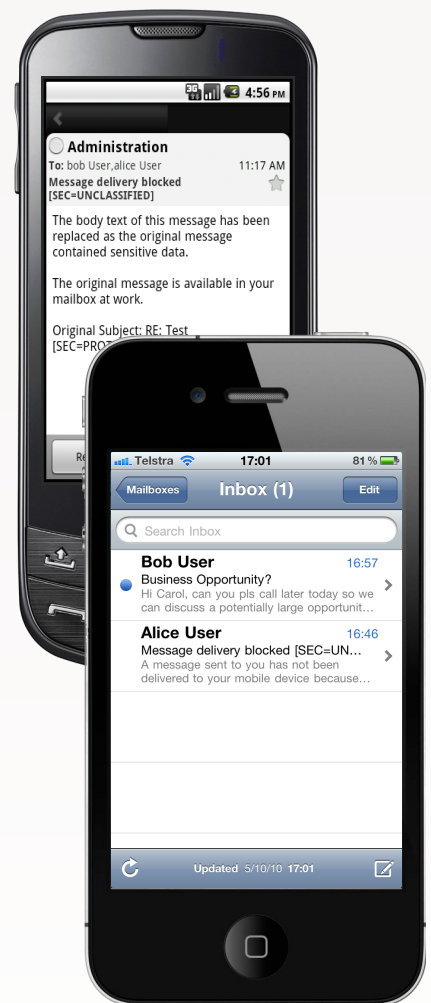 3G
4:56 PM
Administration
To: bob User,alice User 11:17 AM
Message delivery blocked
[SEC=UNCLASSIFIED]
The body text of this message has been
replaced as the original message
contained sensitive data.
The original message is available in your
mailbox at work.
Original Subject: RE: Test
Telstra 17:01 81%
Mailboxes Inbox (1) Edit
Search Inbox
Bob User 16:57
Business Opportunity?
Hi Carol, can you pls call later today so we
can discuss a potentially large opportunit...
Alice User 16:46
Message delivery blocked [SEC=UN...
A message sent to you has not been
delivered to your mobile device because...
Updated 5/10/10 17:01